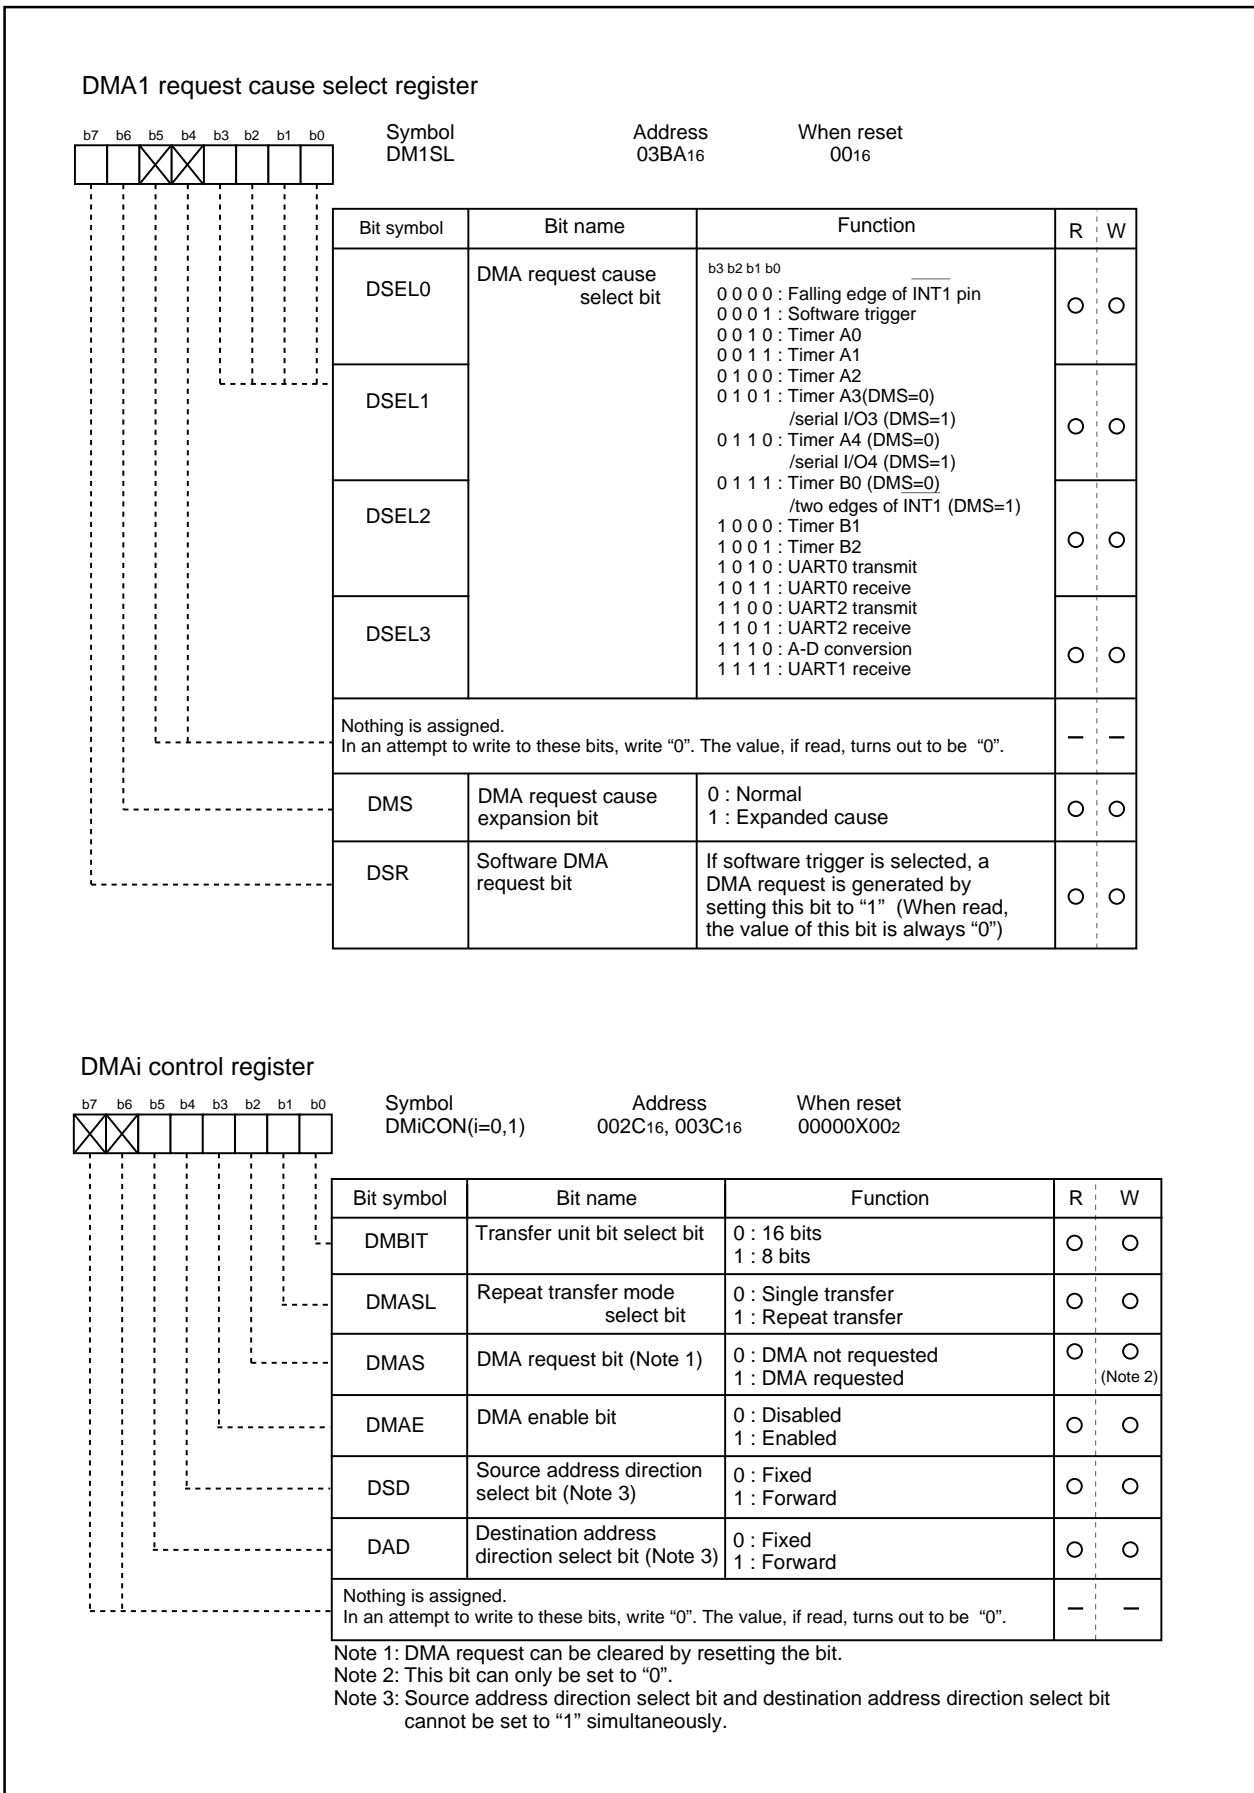 DMA1 request cause select register
b7 b6 b5 b4 b3 b2 b1 b0
Symbol Address When reset
DM1SL 03BA16 0016
Bit symbol Bit name Function R W
DSEL0 DMA request cause select bit
b3 b2 b1 b0
0 0 0 0 : Falling edge of INT1 pin
0 0 0 1 : Software trigger
0 0 1 0 : Timer A0
0 0 1 1 : Timer A1
0 1 0 0 : Timer A2
DSEL1
0 1 0 1 : Timer A3(DMS=0)
/serial I/O3 (DMS=1)
0 1 1 0 : Timer A4 (DMS=0)
/serial I/O4 (DMS=1)
0 1 1 1 : Timer B0 (DMS=0)
/two edges of INT1 (DMS=1)
DSEL2
1 0 0 0 : Timer B1
1 0 0 1 : Timer B2
1 0 1 0 : UART0 transmit
1 0 1 1 : UART0 receive
1 1 0 0 : UART2 transmit
DSEL3
1 1 0 1 : UART2 receive
1 1 1 0 : A-D conversion
1 1 1 1 : UART1 receive
Nothing is assigned.
In an attempt to write to these bits, write “0”. The value, if read, turns out to be “0”.
DMS DMA request cause expansion bit
0 : Normal
1 : Expanded cause
DSR Software DMA request bit
If software trigger is selected, a
DMA request is generated by
setting this bit to “1” (When read,
the value of this bit is always “0”)
DMAi control register
b7 b6 b5 b4 b3 b2 b1 b0
Symbol Address When reset
DMiCON(i=0,1) 002C16, 003C16 00000X002
Bit symbol Bit name Function R W
DMBIT Transfer unit bit select bit
0 : 16 bits
1 : 8 bits
DMASL Repeat transfer mode select bit
0 : Single transfer
1 : Repeat transfer
DMAS DMA request bit (Note 1)
0 : DMA not requested
1 : DMA requested
(Note 2)
DMAE DMA enable bit
0 : Disabled
1 : Enabled
DSD Source address direction select bit (Note 3)
0 : Fixed
1 : Forward
DAD Destination address direction select bit (Note 3)
0 : Fixed
1 : Forward
Nothing is assigned.
In an attempt to write to these bits, write “0”. The value, if read, turns out to be “0”.
Note 1: DMA request can be cleared by resetting the bit.
Note 2: This bit can only be set to “0”.
Note 3: Source address direction select bit and destination address direction select bit
cannot be set to “1” simultaneously.